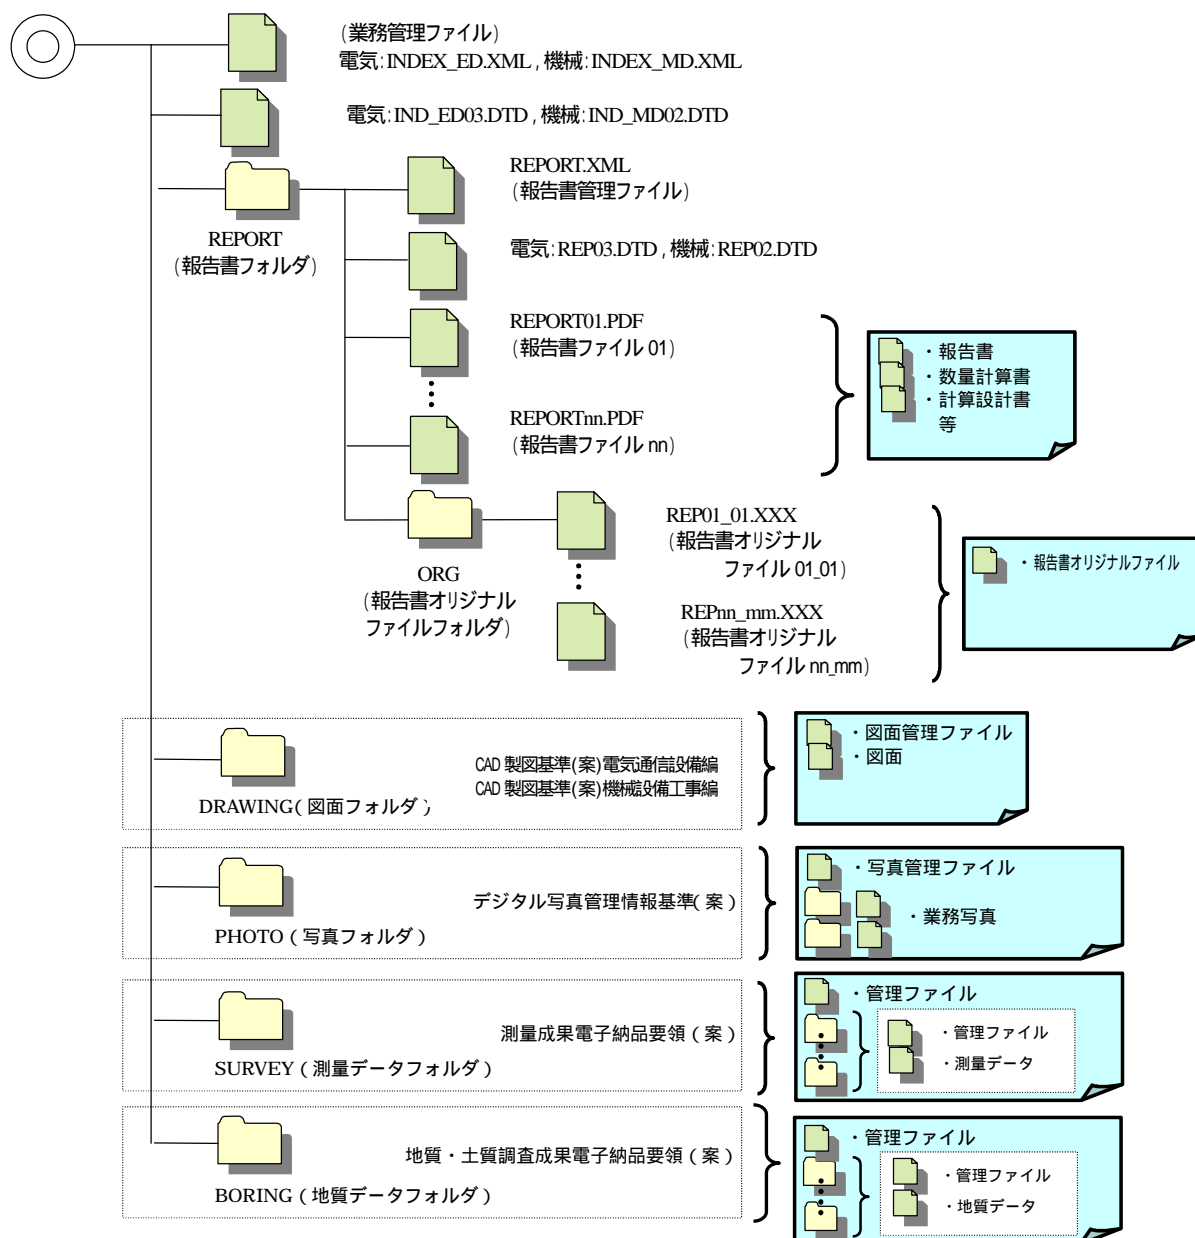 (業務管理ファイル)
電気:INDEX_ED.XML , 機械:INDEX_MD.XML
電気:IND_ED03.DTD , 機械:IND_MD02.DTD
REPORT
(報告書フォルダ)
REPORT.XML
(報告書管理ファイル)
電気:REP03.DTD , 機械:REP02.DTD
REPORT01.PDF
(報告書ファイル 01)
REPORTnn.PDF
(報告書ファイル nn)
・報告書
・数量計算書
・計算設計書
等
ORG
(報告書オリジナル
ファイルフォルダ)
REP01_01.XXX
(報告書オリジナル
ファイル 01_01)
REPnn_mm.XXX
(報告書オリジナル
ファイル nn_mm)
・報告書オリジナルファイル
DRAWING(図面フォルダ)
CAD 製図基準(案)電気通信設備編
CAD 製図基準(案)機械設備工事編
・図面管理ファイル
・図面
PHOTO(写真フォルダ)
デジタル写真管理情報基準(案)
・写真管理ファイル
・業務写真
SURVEY(測量データフォルダ)
測量成果電子納品要領(案)
・管理ファイル
・管理ファイル
・測量データ
BORING(地質データフォルダ)
地質・土質調査成果電子納品要領(案)
・管理ファイル
・管理ファイル
・地質データ